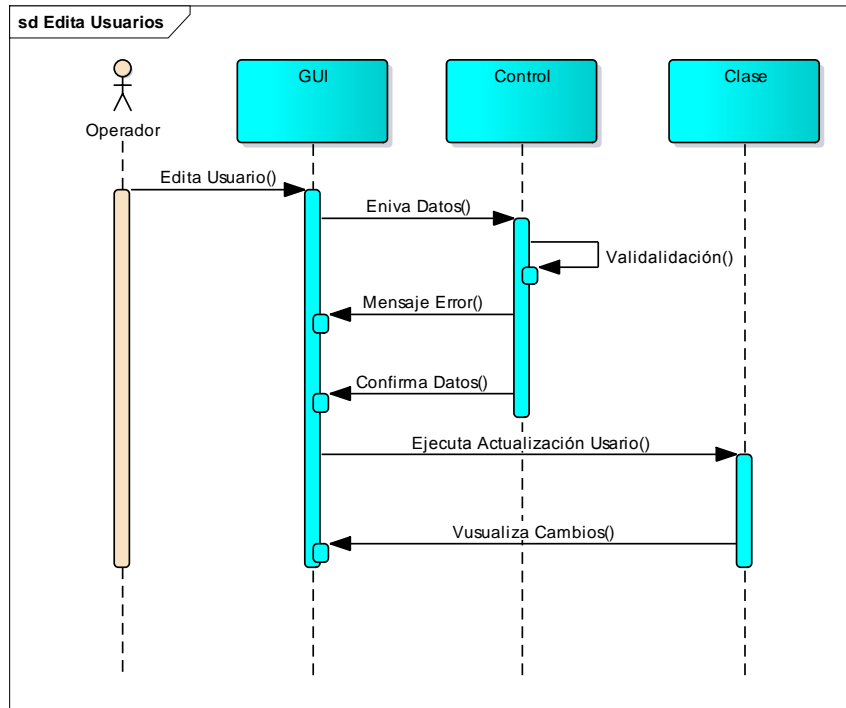 sd Edita Usuarios
GUI
Control
Clase
Operador
Edita Usuario()
Eniva Datos()
Validalidación()
Mensaje Error()
Confirma Datos()
Ejecuta Actualización Usario()
Vusualiza Cambios()